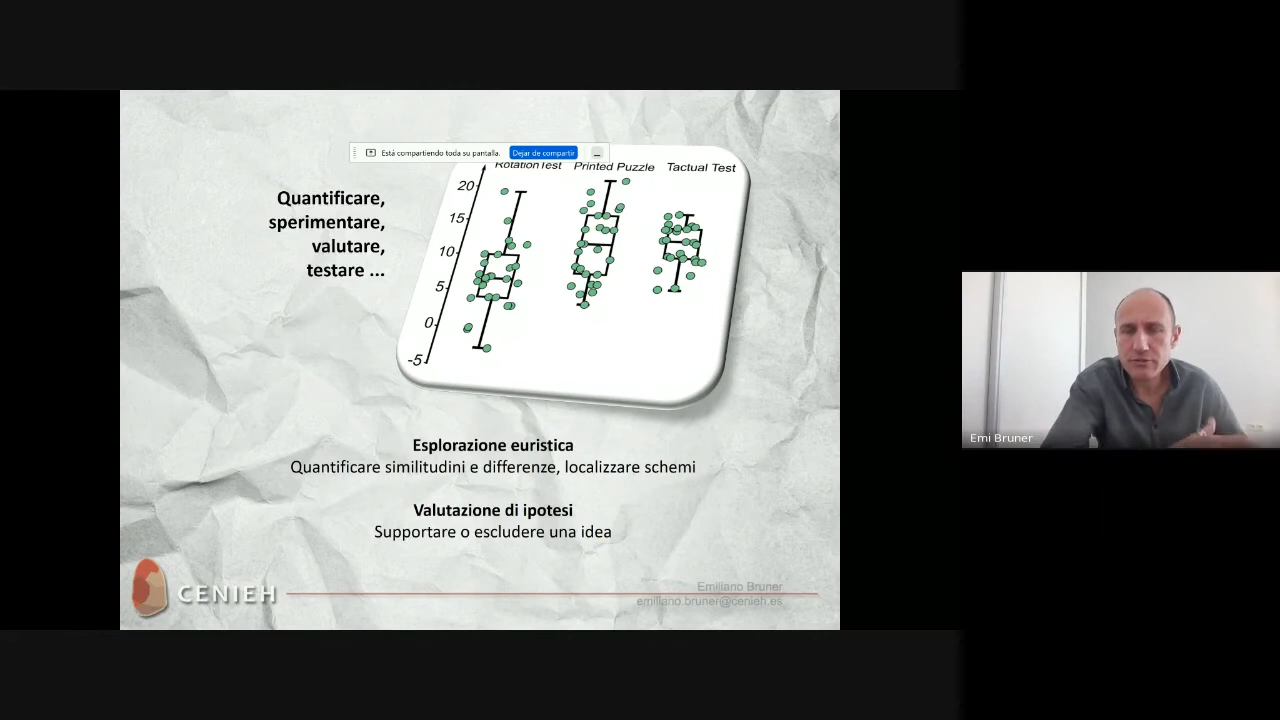 Está compartiendo toda su pantalla. Dejar de compartir
Rotation Test Printed Puzzle Tactual Test
20
15
10
5
0
-5
Quantificare,
sperimentare,
valutare,
testare ...
Esplorazione euristica
Quantificare similitudini e differenze, localizzare schemi
Valutazione di ipotesi
Supportare o escludere una idea
CENIEH
Emiliano Bruner
emiliano.bruner@cenieh.es
Emi Bruner